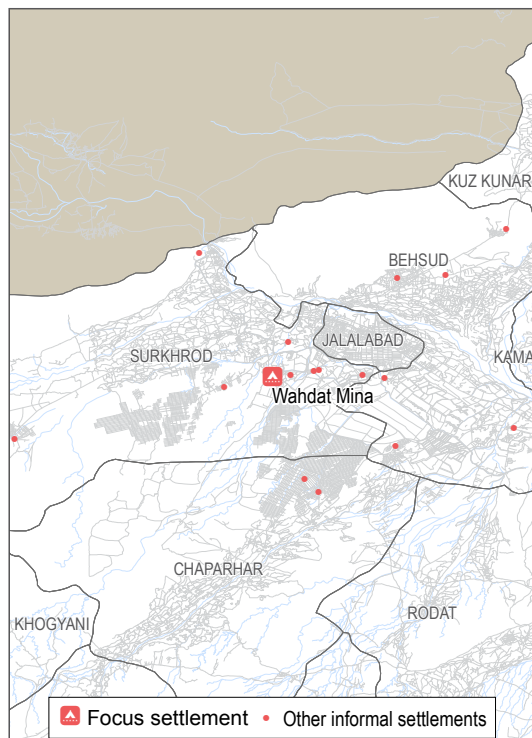 KUZ KUNAR
BEHSUD
JALALABAD
SURKHROD
KAMA
Wahdat Mina
CHAPARHAR
RODAT
KHOGYANI
Focus settlement
Other informal settlements